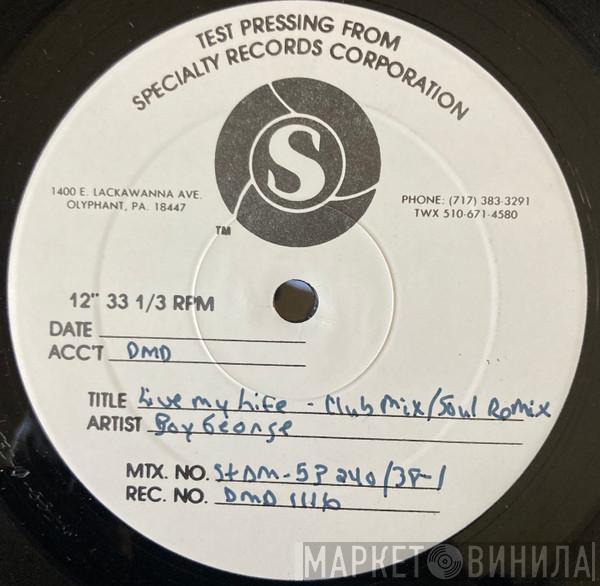 TEST PRESSING FROM
SPECIALTY RECORDS CORPORATION
S
1400 E. LACKAWANNA AVE.
OLYPHANT, PA. 18447
PHONE: (717) 383-3291
TWX 510-671-4580
TM
12" 33 1/3 RPM
DATE
ACC'T DMD
TITLE Live my Life - Club Mix/Soul Remix
ARTIST Boy George
MTX. NO. StDM-SP 240/38-1
REC. NO. DMD 1116
МАРКЕТ ВИНИЛА